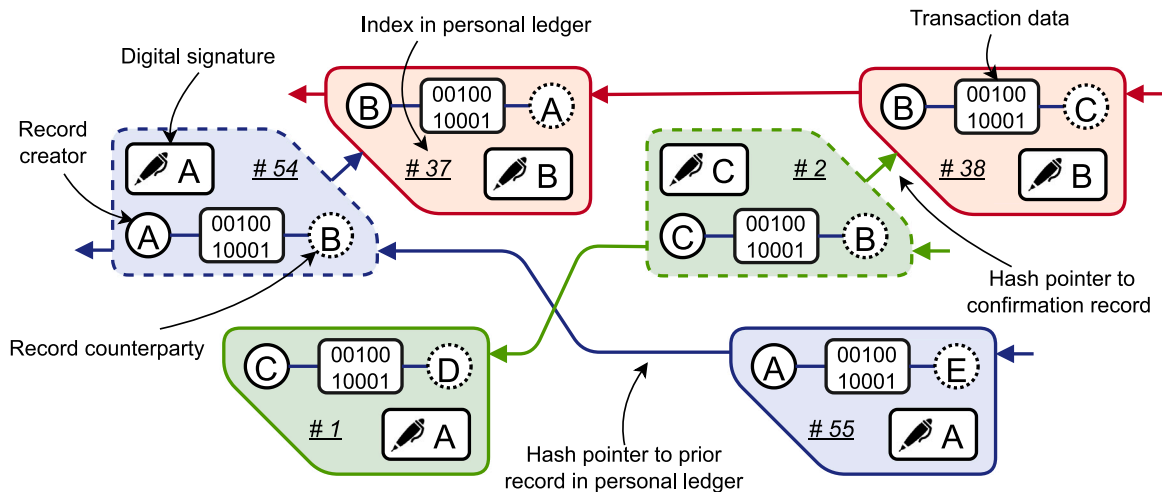 Index in personal ledger
Transaction data
Digital signature
B
00100
10001
A
# 37
B
B
00100
10001
C
# 38
B
Record
creator
A
# 54
A
00100
10001
B
C
# 2
C
00100
10001
B
Hash pointer to
confirmation record
Record counterparty
C
00100
10001
D
# 1
A
A
00100
10001
E
# 55
A
Hash pointer to prior
record in personal ledger